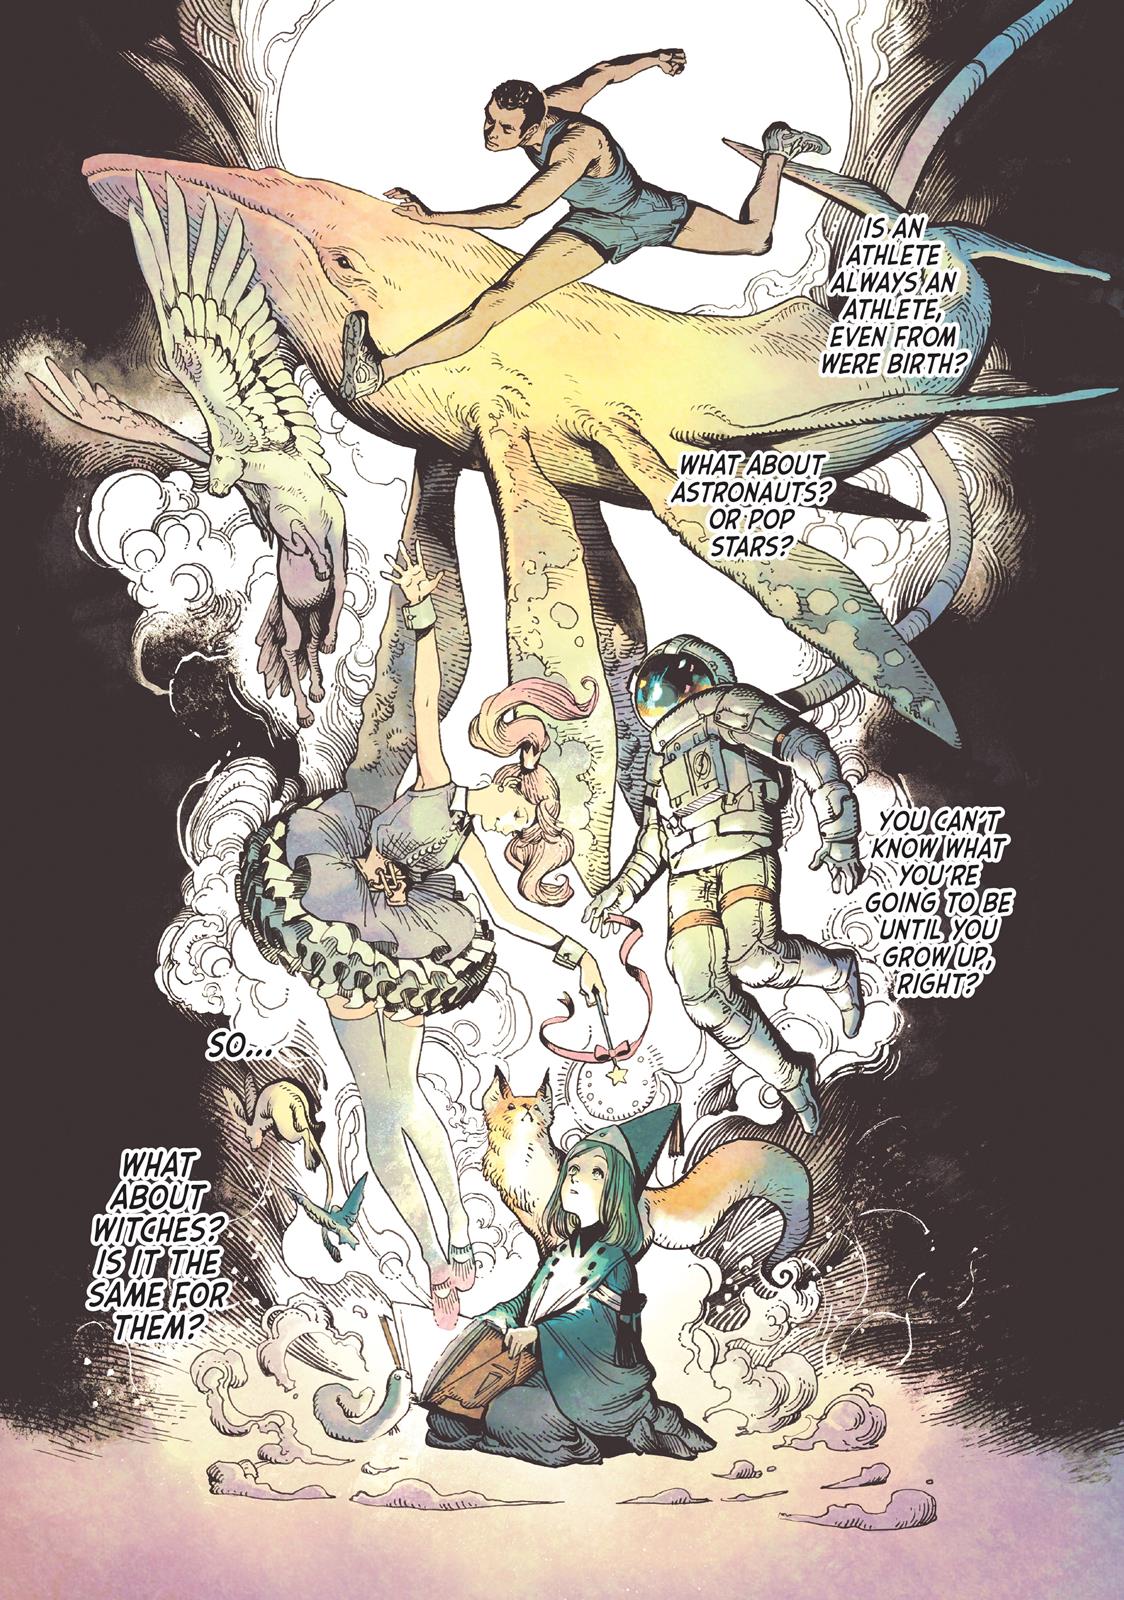 IS AN
ATHLETE
ALWAYS AN
ATHLETE,
EVEN FROM
WERE BIRTH?
WHAT ABOUT
ASTRONAUTS?
OR POP
STARS?
YOU CAN'T
KNOW WHAT
YOU'RE
GOING TO BE
UNTIL YOU
GROW UP,
RIGHT?
SO...
WHAT
ABOUT
WITCHES?
IS IT THE
SAME FOR
THEM?